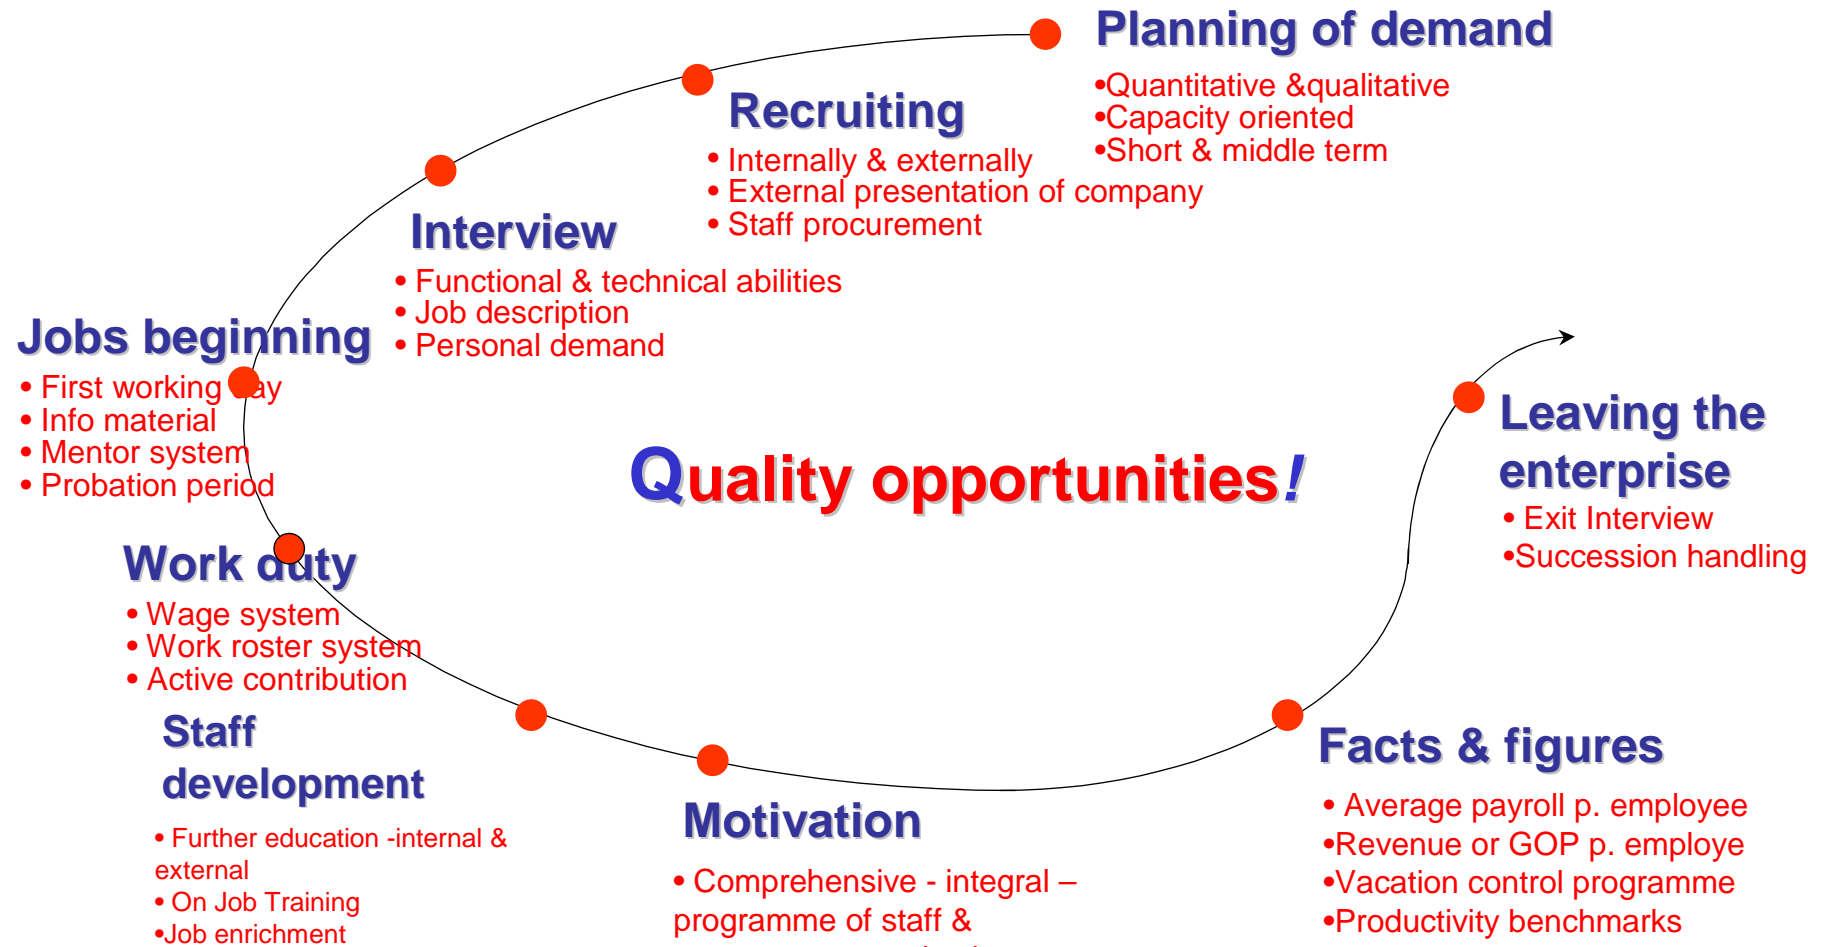 Planning of demand
•Quantitative &qualitative
•Capacity oriented
•Short & middle term
Recruiting
• Internally & externally
• External presentation of company
• Staff procurement
Interview
• Functional & technical abilities
• Job description
• Personal demand
Jobs beginning
• First working day
• Info material
• Mentor system
• Probation period
Quality opportunities!
Leaving the
enterprise
• Exit Interview
•Succession handling
Work duty
• Wage system
• Work roster system
• Active contribution
Staff
development
• Further education -internal &
external
• On Job Training
•Job enrichment
Motivation
• Comprehensive - integral –
programme of staff &
Facts & figures
• Average payroll p. employee
•Revenue or GOP p. employe
•Vacation control programme
•Productivity benchmarks